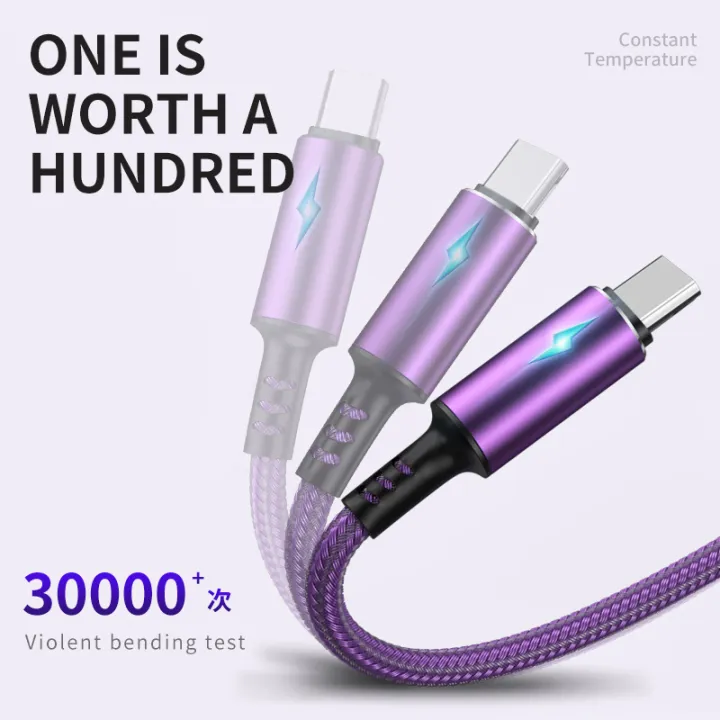 ONE IS
WORTH A
HUNDRED
Constant
Temperature
30000+次
Violent bending test